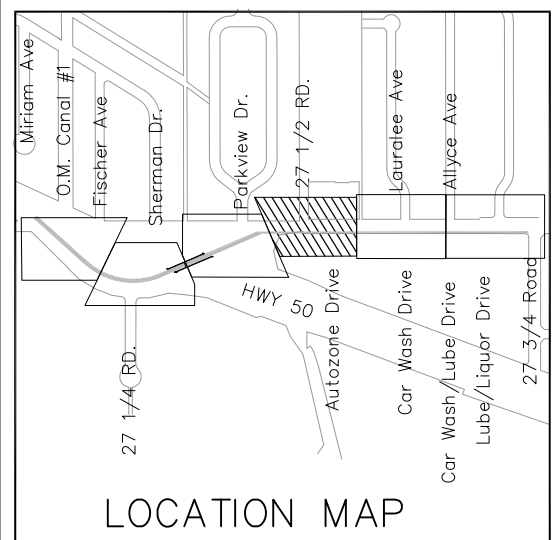 Miriam Ave
O.M. Canal #1
Fischer Ave
Sherman Dr.
Parkview Dr.
27 1/2 RD.
Lauralee Ave
Allyce Ave
HWY 50
27 1/4 RD.
Autozone Drive
Car Wash Drive
Car Wash/Lube Drive
Lube/Liquor Drive
27 3/4 Road
LOCATION MAP